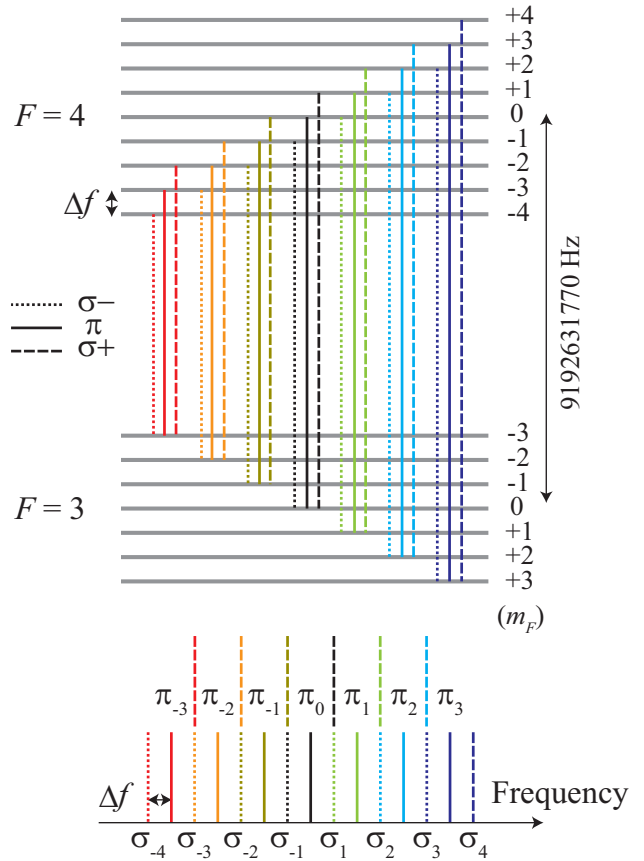 +4
+3
+2
+1
F = 4
0
-1
-2
-3
Δf
-4
9192631770 Hz
σ−
π
σ+
-3
-2
-1
F = 3
0
+1
+2
+3
(m_F)
π_-3 π_-2 π_-1 π_0 π_1 π_2 π_3
Δf
Frequency
σ_-4 σ_-3 σ_-2 σ_-1 σ_1 σ_2 σ_3 σ_4